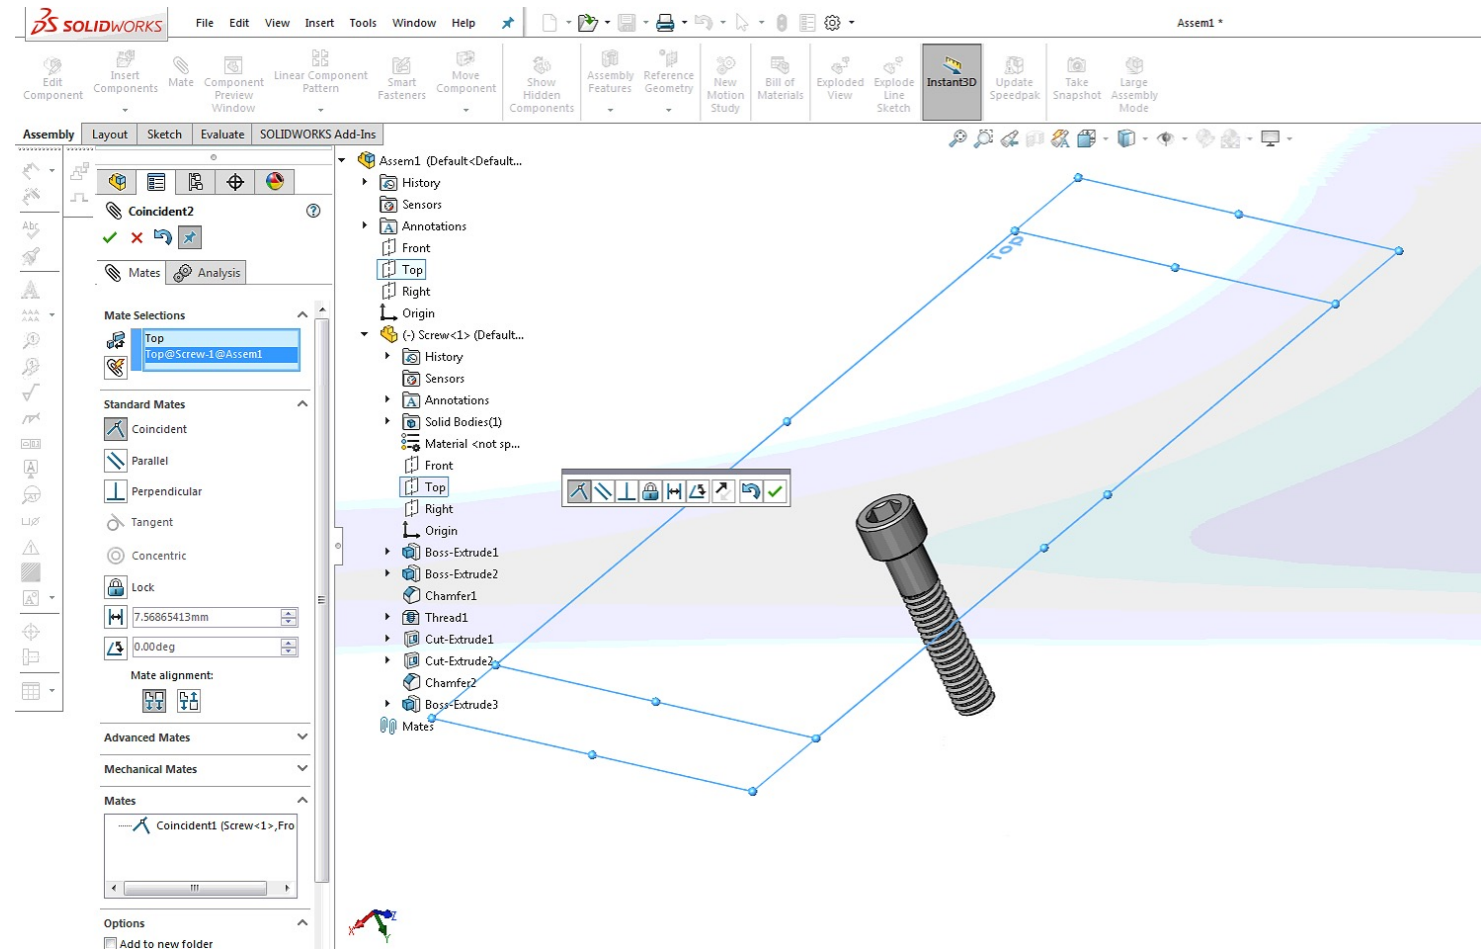 SOLIDWORKS File Edit View Insert Tools Window Help Assem1 *
Edit Component
Insert Components
Mate
Component Preview Window
Linear Component Pattern
Smart Fasteners
Move Component
Show Hidden Components
Assembly Features
Reference Geometry
New Motion Study
Bill of Materials
Exploded View
Explode Line Sketch
Instant3D
Update Speedpak
Take Snapshot
Large Assembly Mode
Assembly Layout Sketch Evaluate SOLIDWORKS Add-Ins
Coincident2
Mates Analysis
Mate Selections
Top
Top@Screw-1@Assem1
Standard Mates
Coincident
Parallel
Perpendicular
Tangent
Concentric
Lock
7.56865413mm
0.00deg
Mate alignment:
Advanced Mates
Mechanical Mates
Mates
Coincident1 (Screw<1>,Fro
Options
Add to new folder
Assem1 (Default<Default...
History
Sensors
Annotations
Front
Top
Right
Origin
(-) Screw<1> (Default...
History
Sensors
Annotations
Solid Bodies(1)
Material <not sp...
Front
Top
Right
Origin
Boss-Extrude1
Boss-Extrude2
Chamfer1
Thread1
Cut-Extrude1
Cut-Extrude2
Chamfer2
Boss-Extrude3
Mates
TOP
X
Y
Z